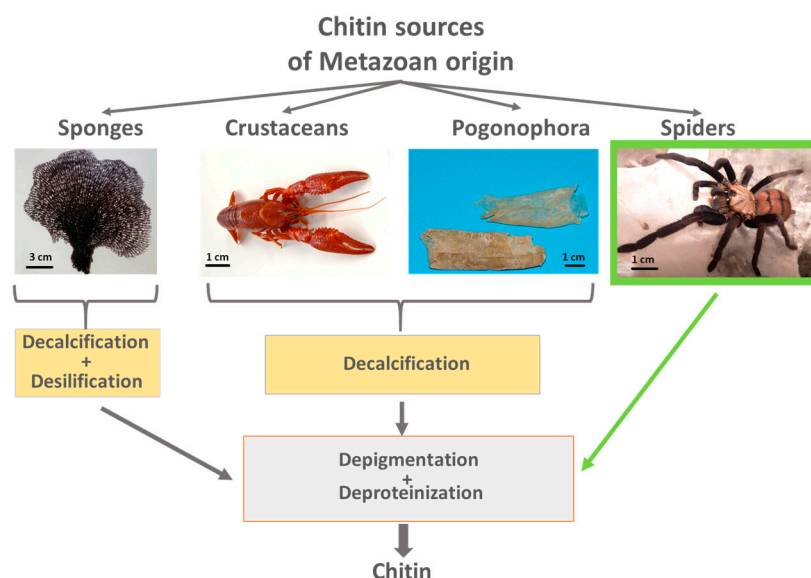 Chitin sources
of Metazoan origin
Sponges
Crustaceans
Pogonophora
Spiders
3 cm
1 cm
1 cm
1 cm
Decalcification
+
Desilification
Decalcification
Depigmentation
+
Deproteinization
Chitin